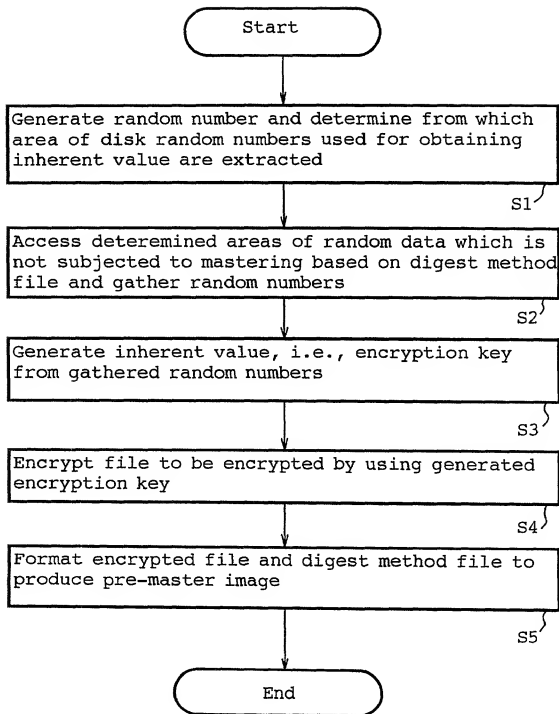 Start
Generate random number and determine from which
area of disk random numbers used for obtaining
inherent value are extracted
S1
Access deteremined areas of random data which is
not subjected to mastering based on digest method
file and gather random numbers
S2
Generate inherent value, i.e., encryption key
from gathered random numbers
S3
Encrypt file to be encrypted by using generated
encryption key
S4
Format encrypted file and digest method file to
produce pre-master image
S5
End